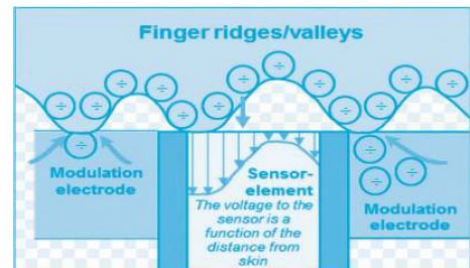 Finger ridges/valleys
Modulation
electrode
Sensor-
element
The voltage to the
sensor is a
function of the
distance from
skin
Modulation
electrode